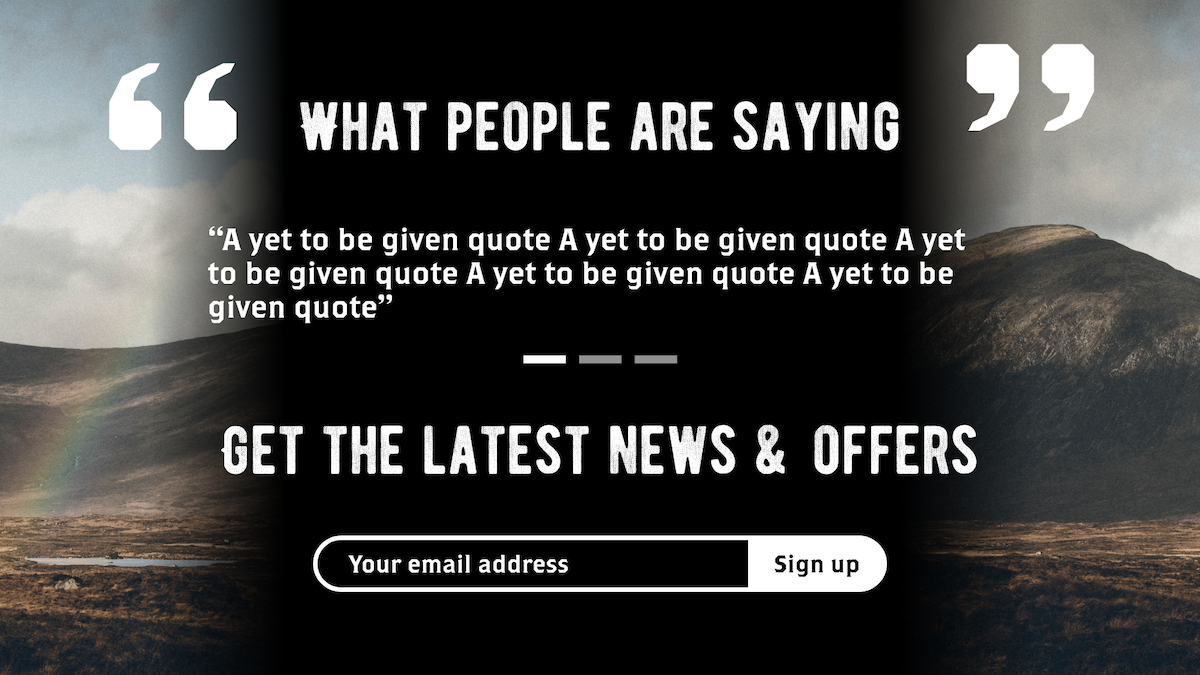 “ ”
WHAT PEOPLE ARE SAYING
“A yet to be given quote A yet to be given quote A yet
to be given quote A yet to be given quote A yet to be
given quote”
GET THE LATEST NEWS & OFFERS
Your email address Sign up